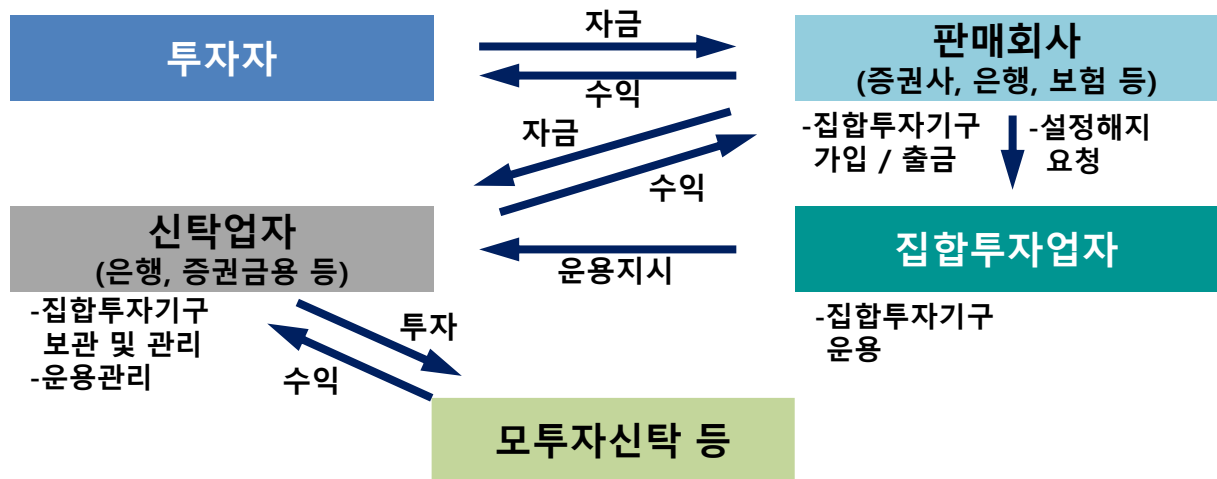 투자자
자금
수익
판매회사
(증권사, 은행, 보험 등)
-집합투자기구
가입 / 출금
-설정해지
요청
자금
수익
신탁업자
(은행, 증권금융 등)
운용지시
집합투자업자
-집합투자기구
보관 및 관리
-운용관리
투자
수익
-집합투자기구
운용
모투자신탁 등